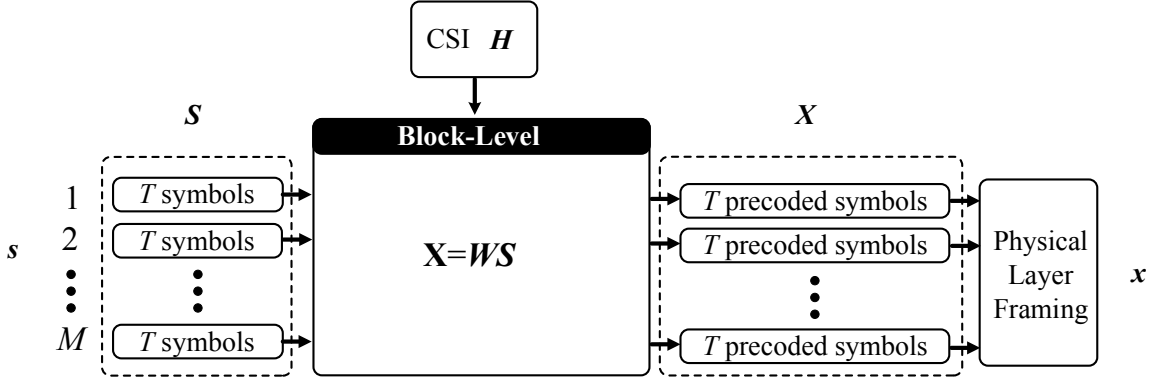 CSI H
S
X
Block-Level
1
T symbols
T precoded symbols
2
T symbols
T precoded symbols
s
X=WS
Physical
Layer
Framing
x
M
T symbols
T precoded symbols